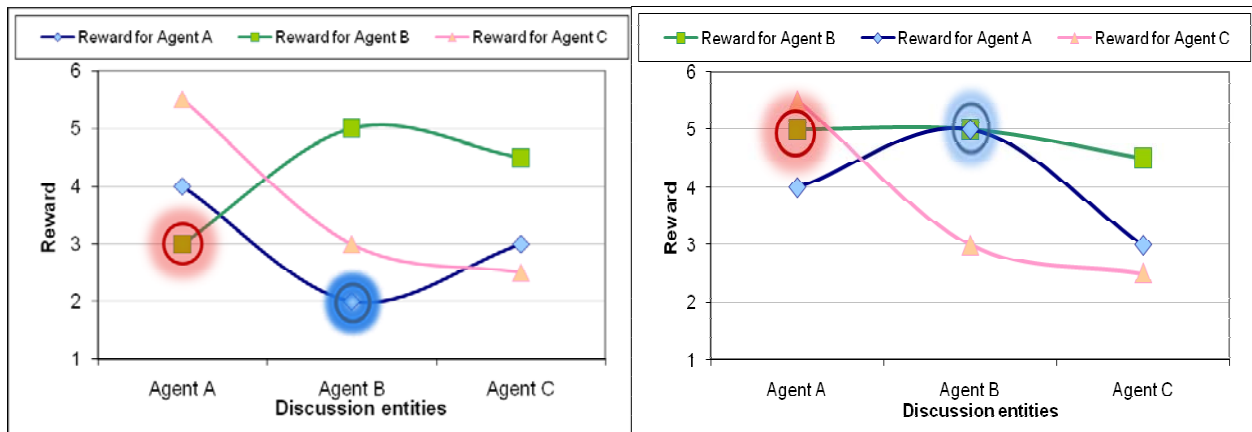 Reward for Agent A Reward for Agent B Reward for Agent C
6
5
4
3
2
1
Reward
Agent A Agent B Agent C
Discussion entities
Reward for Agent B Reward for Agent A Reward for Agent C
6
5
4
3
2
1
Reward
Agent A Agent B Agent C
Discussion entities